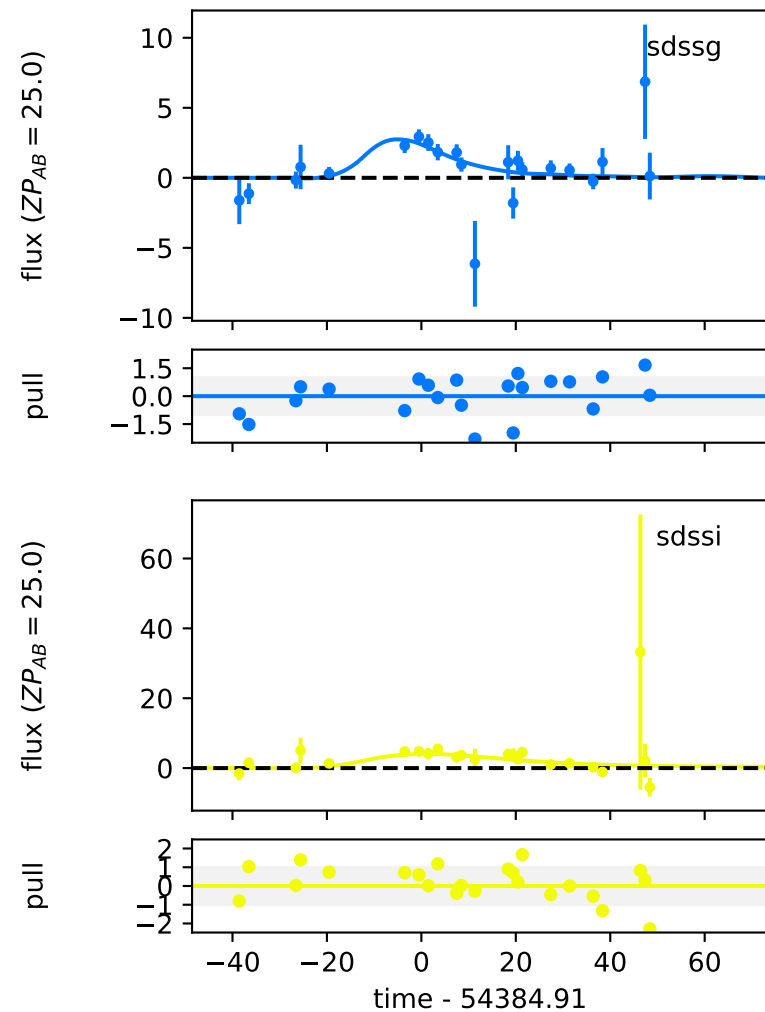 10
5
0
−5
−10
flux (ZP_AB = 25.0)
sdssg
1.5
0.0
−1.5
pull
60
40
20
0
flux (ZP_AB = 25.0)
sdssi
2
1
0
−1
−2
pull
−40 −20 0 20 40 60
time - 54384.91